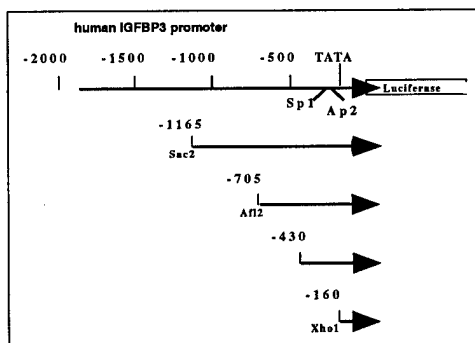 human IGFBP3 promoter
-2000 -1500 -1000 -500 TATA
Luciferase
Sp1 Ap2
-1165
Sac2
-705
Afl2
-430
-160
Xho1